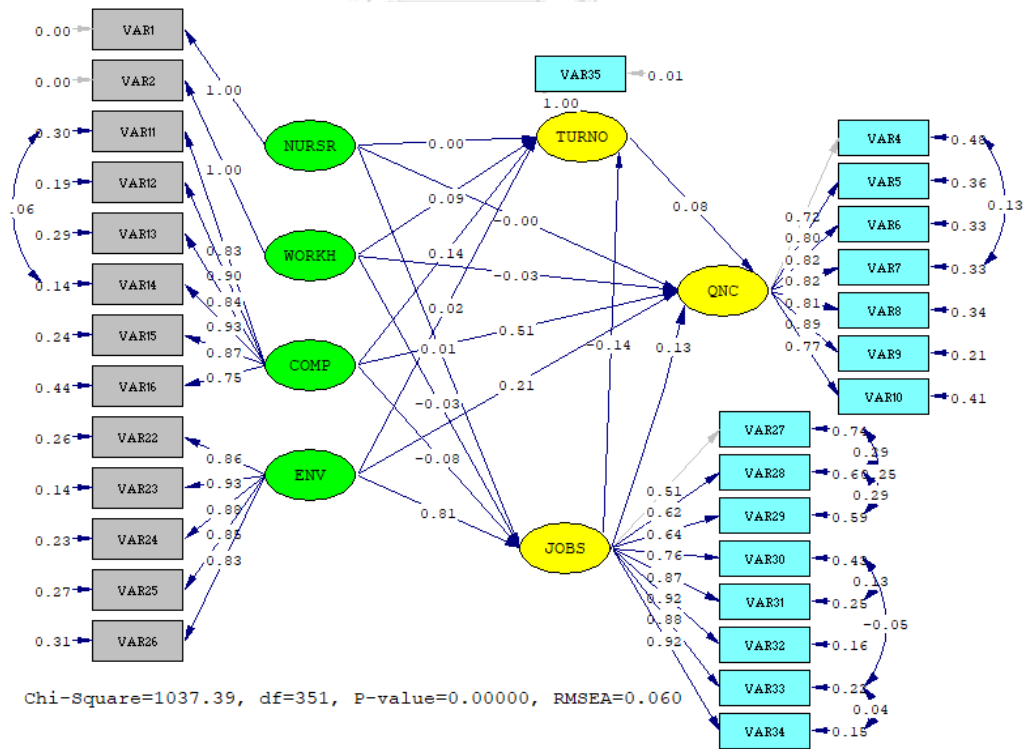 0.00 VAR1
0.00 VAR2
0.30 VAR11
0.19 VAR12
.06
0.29 VAR13
0.14 VAR14
0.24 VAR15
0.44 VAR16
0.26 VAR22
0.14 VAR23
0.23 VAR24
0.27 VAR25
0.31 VAR26
1.00
1.00
0.83
0.90
0.84
0.93
0.87
0.75
0.86
0.93
0.88
0.85
0.83
NURSR
WORKH
COMP
ENV
VAR35 0.01
1.00
TURNO
0.00
0.09
-0.00
0.14
-0.03
0.02
0.51
0.01
-0.14
0.13
0.21
-0.03
-0.08
0.81
0.08
QNC
JOBS
0.72
0.80
0.82
0.82
0.81
0.89
0.77
VAR4 0.48
VAR5 0.36
0.13
VAR6 0.33
VAR7 0.33
VAR8 0.34
VAR9 0.21
VAR10 0.41
0.51
0.62
0.64
0.76
0.87
0.92
0.88
0.92
VAR27 0.74
VAR28 0.60 0.25
0.29
VAR29 0.59
VAR30 0.43
0.13
VAR31 0.25
-0.05
VAR32 0.16
VAR33
0.04
VAR34 0.15
Chi-Square=1037.39, df=351, P-value=0.00000, RMSEA=0.060